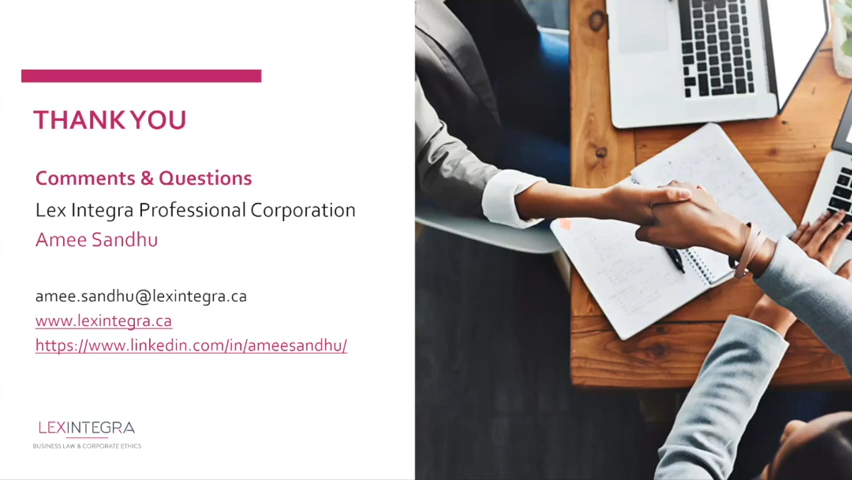 THANK YOU
Comments & Questions
Lex Integra Professional Corporation
Amee Sandhu
amee.sandhu@lexintegra.ca
www.lexintegra.ca
https://www.linkedin.com/in/ameesandhu/
LEXINTEGRA
BUSINESS LAW & CORPORATE ETHICS